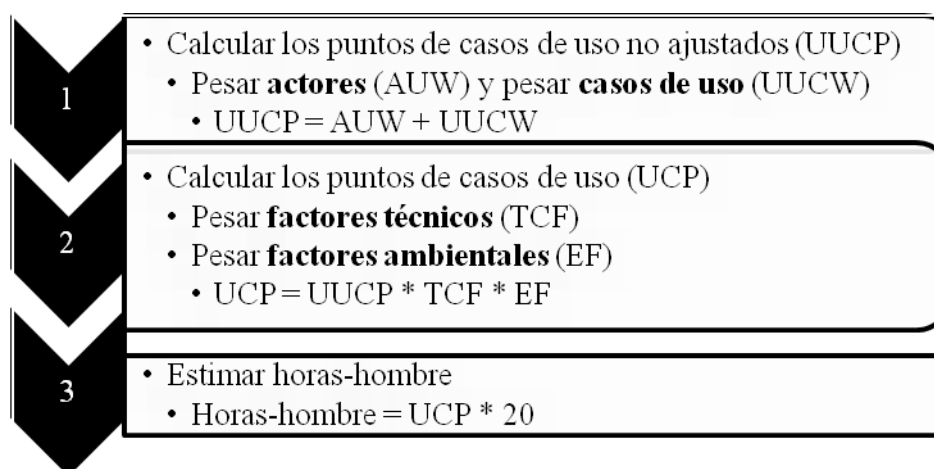 1
• Calcular los puntos de casos de uso no ajustados (UUCP)
• Pesar actores (AUW) y pesar casos de uso (UUCW)
• UUCP = AUW + UUCW
2
• Calcular los puntos de casos de uso (UCP)
• Pesar factores técnicos (TCF)
• Pesar factores ambientales (EF)
• UCP = UUCP * TCF * EF
3
• Estimar horas-hombre
• Horas-hombre = UCP * 20